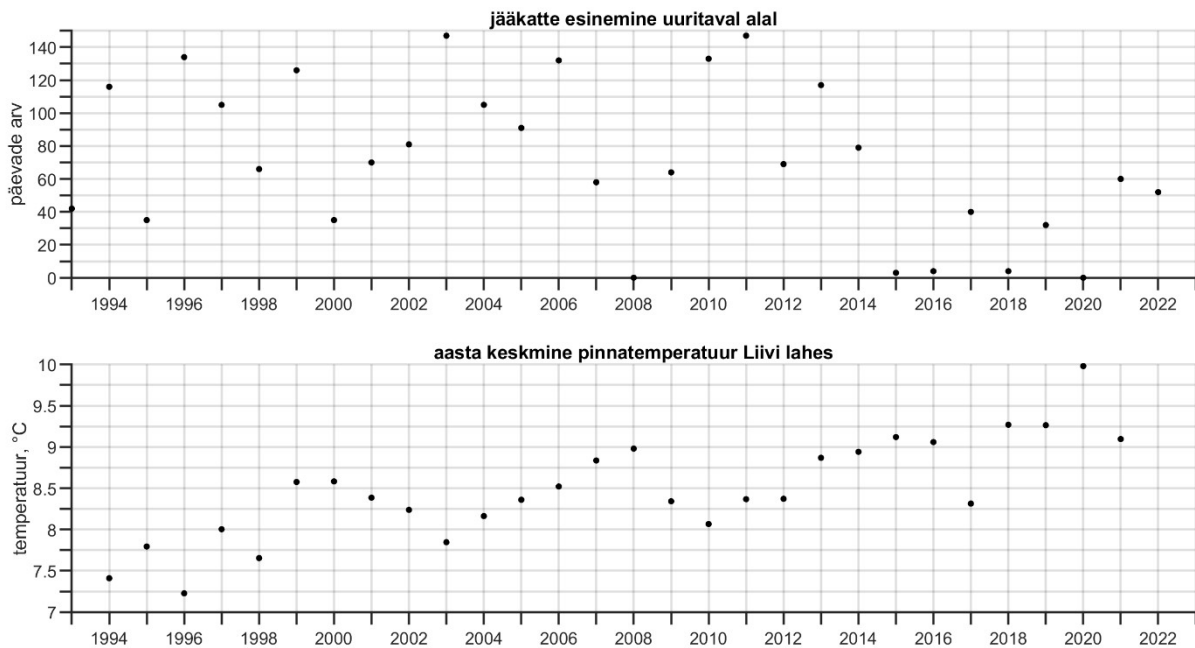 jääkatte esinemine uuritaval alal
päevade arv
140
120
100
80
60
40
20
0
1994 1996 1998 2000 2002 2004 2006 2008 2010 2012 2014 2016 2018 2020 2022
aasta keskmine pinnatemperatuur Liivi lahes
temperatuur, °C
10
9.5
9
8.5
8
7.5
7
1994 1996 1998 2000 2002 2004 2006 2008 2010 2012 2014 2016 2018 2020 2022